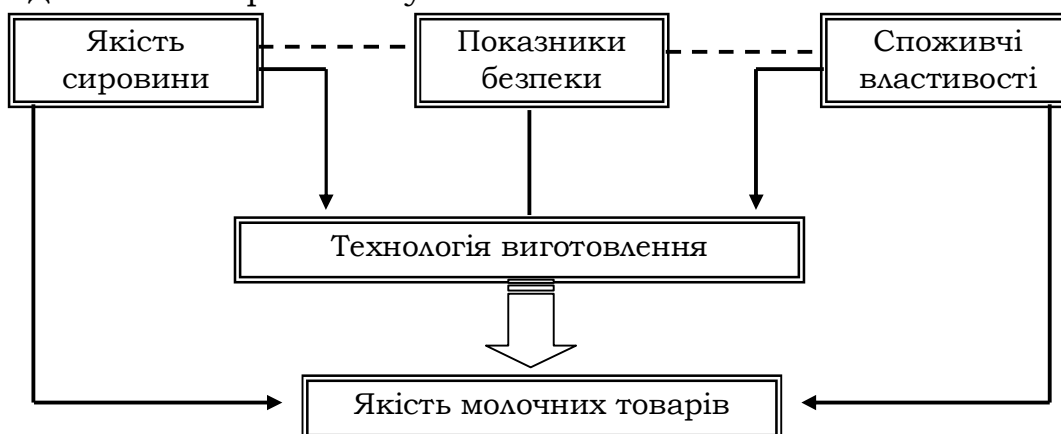 Якість
сировини
Показники
безпеки
Споживчі
властивості
Технологія виготовлення
Якість молочних товарів